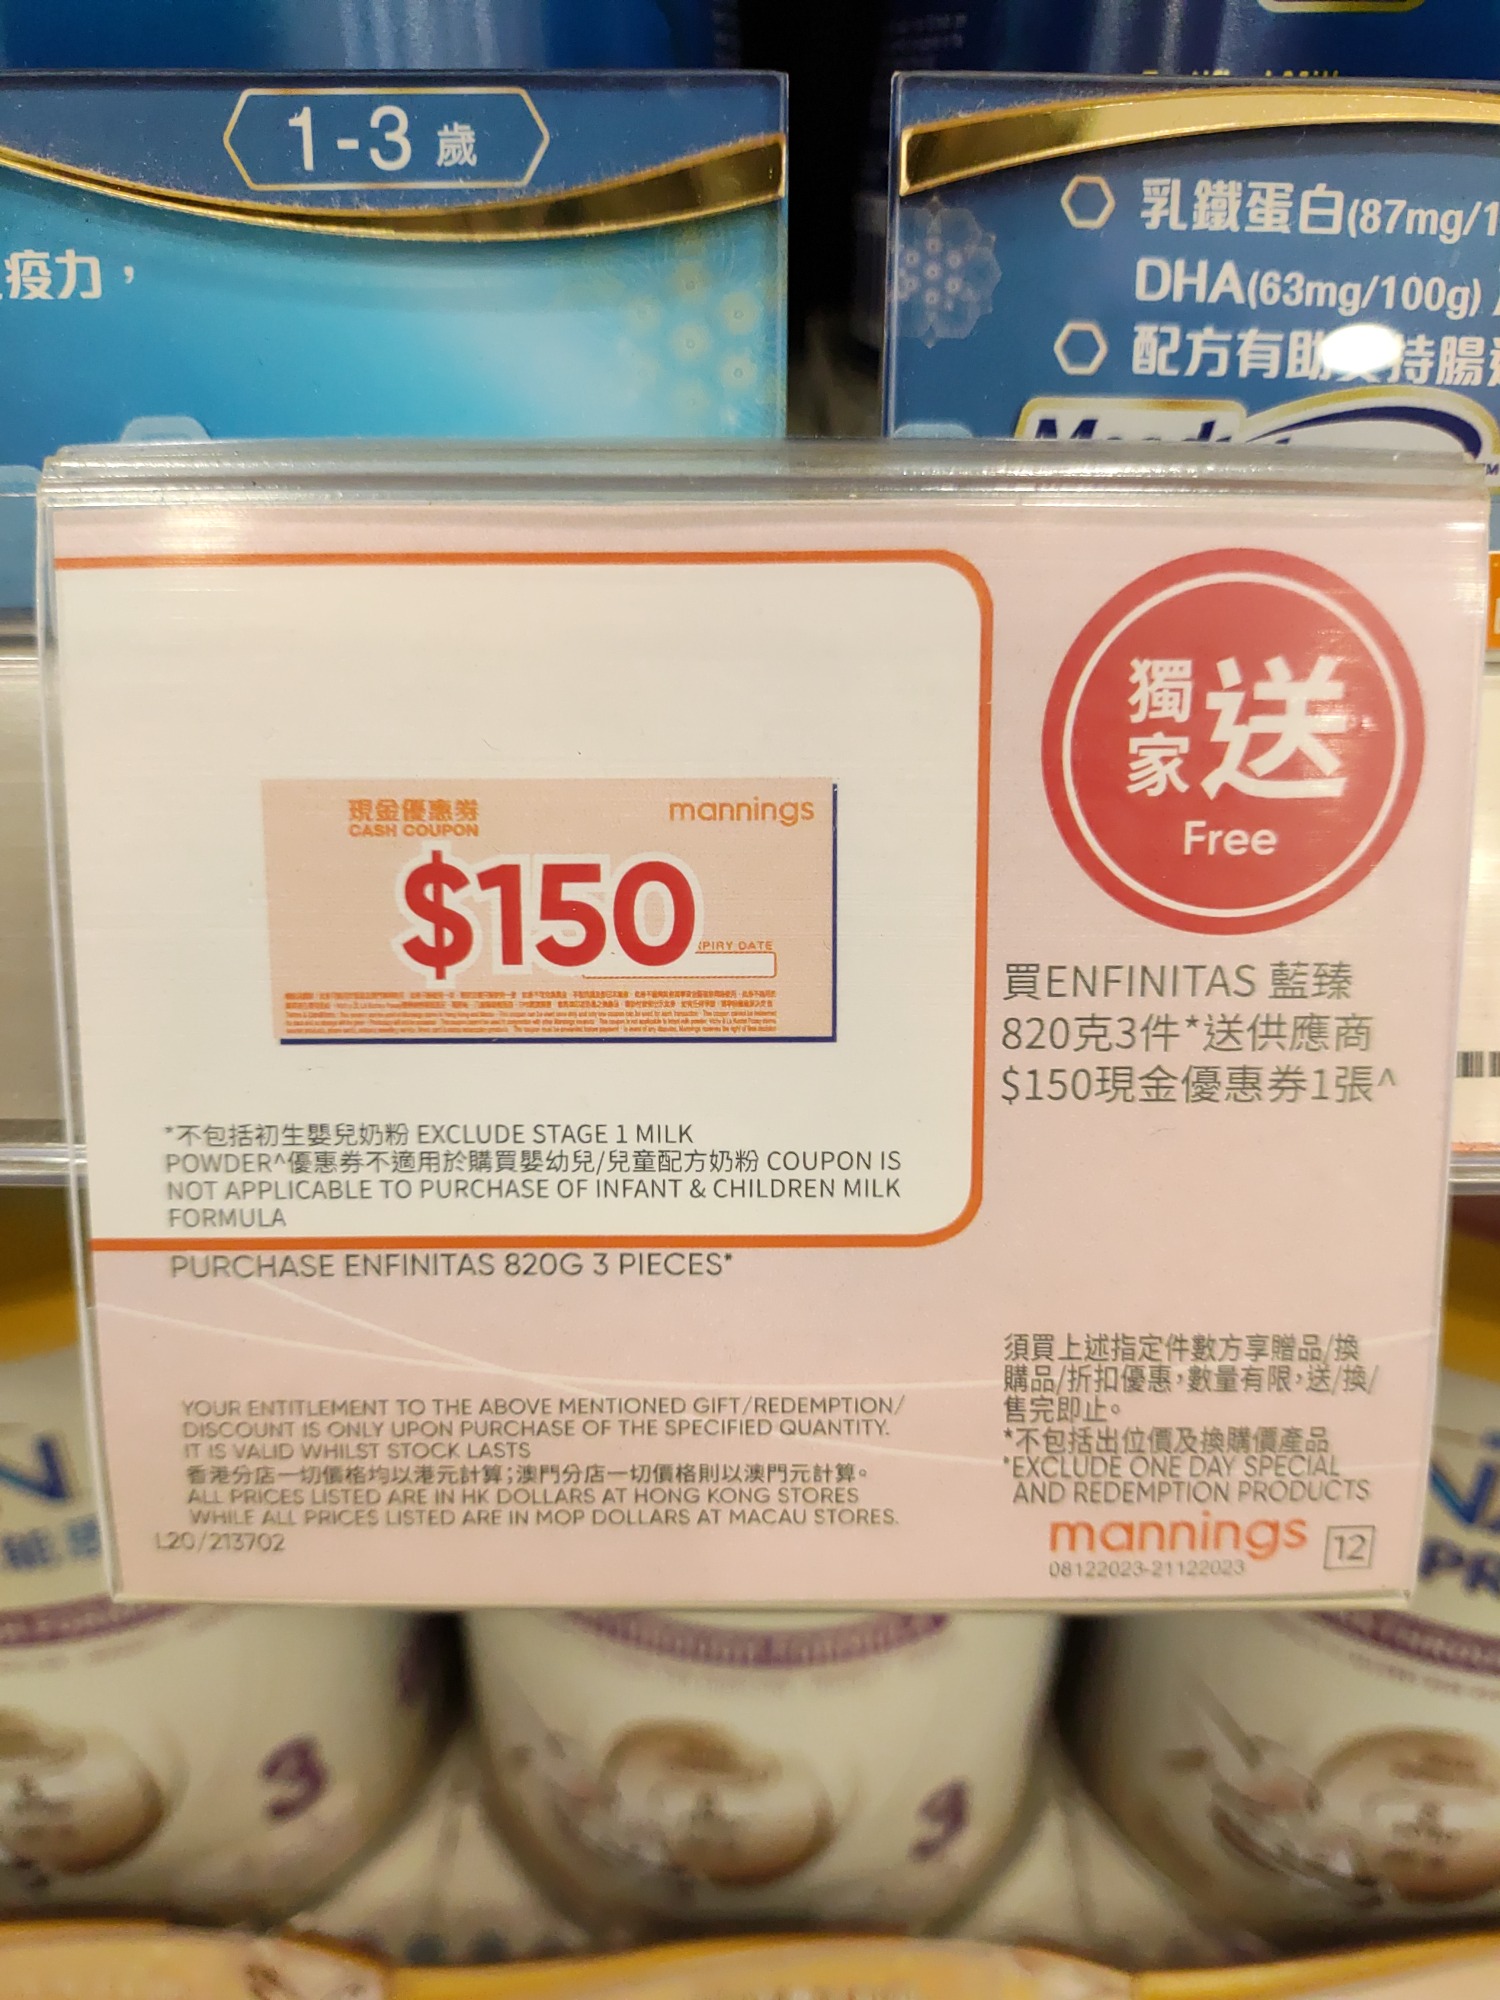 1-3 歲
疫力，
乳鐵蛋白(87mg/1
DHA(63mg/100g)
配方有助
持腸
獨家送
Free
現金優惠券
CASH COUPON
mannings
$150
PIRY DATE
買ENFINITAS 藍臻
820克3件*送供應商
$150現金優惠券1張^
*不包括初生嬰兒奶粉 EXCLUDE STAGE 1 MILK
POWDER^優惠券不適用於購買嬰幼兒/兒童配方奶粉 COUPON IS
NOT APPLICABLE TO PURCHASE OF INFANT & CHILDREN MILK
FORMULA
PURCHASE ENFINITAS 820G 3 PIECES*
YOUR ENTITLEMENT TO THE ABOVE MENTIONED GIFT/REDEMPTION/
DISCOUNT IS ONLY UPON PURCHASE OF THE SPECIFIED QUANTITY.
IT IS VALID WHILST STOCK LASTS
香港分店一切價格均以港元計算；澳門分店一切價格則以澳門元計算。
ALL PRICES LISTED ARE IN HK DOLLARS AT HONG KONG STORES
WHILE ALL PRICES LISTED ARE IN MOP DOLLARS AT MACAU STORES.
L20/213702
須買上述指定件數方享贈品/換
購品/折扣優惠，數量有限，送/換/
售完即止。
*不包括出位價及換購價產品
*EXCLUDE ONE DAY SPECIAL
AND REDEMPTION PRODUCTS
mannings 12
08122023-21122023
3
3